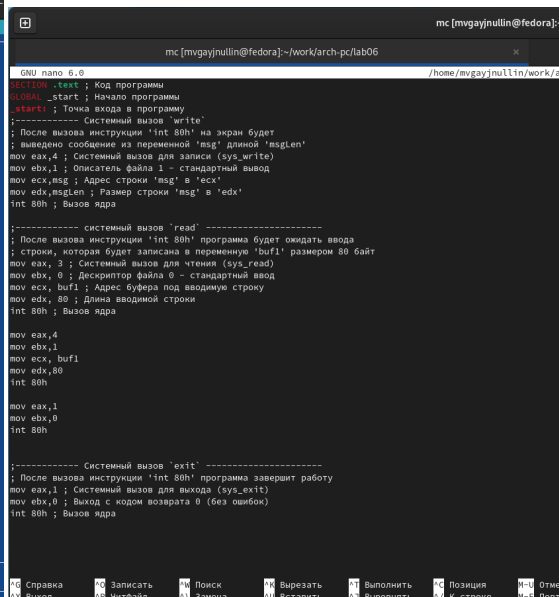 mc [mvgayjnullin@fedora]:~
mc [mvgayjnullin@fedora]:~/work/arch-pc/lab06 ×
GNU nano 6.0 /home/mvgayjnullin/work/a
SECTION .text ; Код программы
GLOBAL _start ; Начало программы
_start: ; Точка входа в программу
;------------ Системный вызов `write`
; После вызова инструкции 'int 80h' на экран будет
; выведено сообщение из переменной 'msg' длиной 'msgLen'
mov eax,4 ; Системный вызов для записи (sys_write)
mov ebx,1 ; Описатель файла 1 - стандартный вывод
mov ecx,msg ; Адрес строки 'msg' в 'ecx'
mov edx,msgLen ; Размер строки 'msg' в 'edx'
int 80h ; Вызов ядра
;------------ системный вызов `read` ----------------------
; После вызова инструкции 'int 80h' программа будет ожидать ввода
; строки, которая будет записана в переменную 'buf1' размером 80 байт
mov eax, 3 ; Системный вызов для чтения (sys_read)
mov ebx, 0 ; Дескриптор файла 0 - стандартный ввод
mov ecx, buf1 ; Адрес буфера под вводимую строку
mov edx, 80 ; Длина вводимой строки
int 80h ; Вызов ядра
mov eax,4
mov ebx,1
mov ecx, buf1
mov edx,80
int 80h
mov eax,1
mov ebx,0
int 80h
;------------ Системный вызов `exit` ----------------------
; После вызова инструкции 'int 80h' программа завершит работу
mov eax,1 ; Системный вызов для выхода (sys_exit)
mov ebx,0 ; Выход с кодом возврата 0 (без ошибок)
int 80h ; Вызов ядра
^G Справка ^O Записать ^W Поиск ^K Вырезать ^T Выполнить ^C Позиция M-U Отме